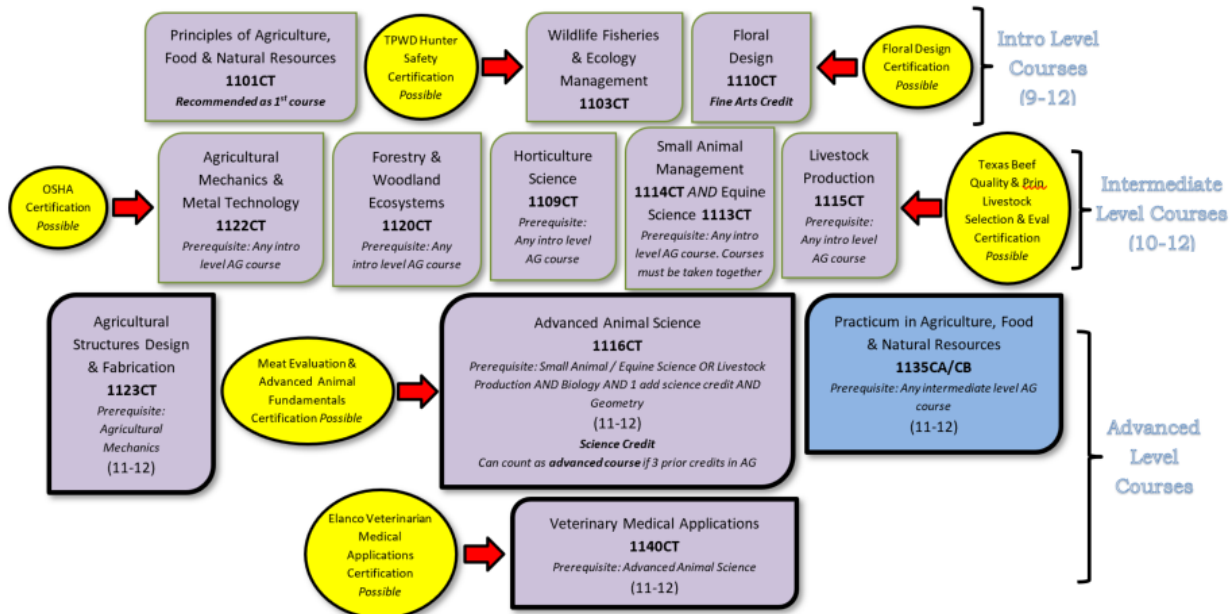 Principles of Agriculture,
Food & Natural Resources
1101CT
Recommended as 1st course
TPWD Hunter
Safety
Certification
Possible
Wildlife Fisheries
& Ecology
Management
1103CT
Floral
Design
1110CT
Fine Arts Credit
Floral Design
Certification
Possible
Intro Level
Courses
(9-12)
OSHA
Certification
Possible
Agricultural
Mechanics &
Metal Technology
1122CT
Prerequisite: Any intro
level AG course
Forestry &
Woodland
Ecosystems
1120CT
Prerequisite: Any
intro level AG course
Horticulture
Science
1109CT
Prerequisite:
Any intro level
AG course
Small Animal
Management
1114CT AND Equine
Science 1113CT
Prerequisite: Any intro
level AG course. Courses
must be taken together
Livestock
Production
1115CT
Prerequisite:
Any intro level
AG course
Texas Beef
Quality & Prin
Livestock
Selection & Eval
Certification
Possible
Intermediate
Level Courses
(10-12)
Agricultural
Structures Design
& Fabrication
1123CT
Prerequisite:
Agricultural
Mechanics
(11-12)
Meat Evaluation &
Advanced Animal
Fundamentals
Certification Possible
Advanced Animal Science
1116CT
Prerequisite: Small Animal / Equine Science OR Livestock
Production AND Biology AND 1 add science credit AND
Geometry
(11-12)
Science Credit
Can count as advanced course if 3 prior credits in AG
Practicum in Agriculture, Food
& Natural Resources
1135CA/CB
Prerequisite: Any intermediate level AG
course
(11-12)
Advanced
Level
Courses
Elanco Veterinarian
Medical
Applications
Certification
Possible
Veterinary Medical Applications
1140CT
Prerequisite: Advanced Animal Science
(11-12)